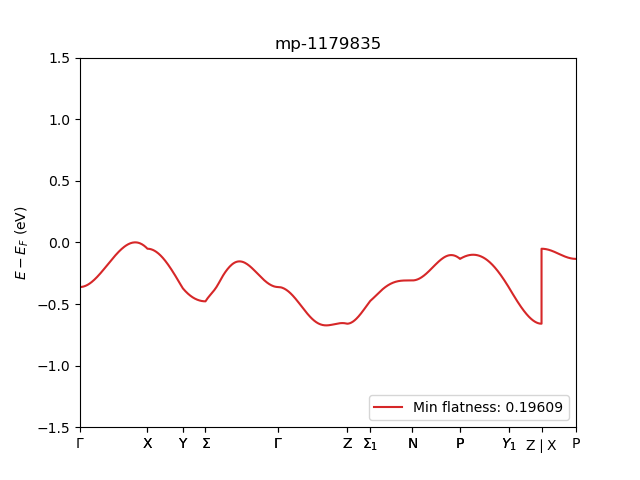 mp-1179835
E − E_F (eV)
1.5
1.0
0.5
0.0
−0.5
−1.0
−1.5
Min flatness: 0.19609
Γ X Y Σ Γ Z Σ₁ N P Y₁ Z | X P